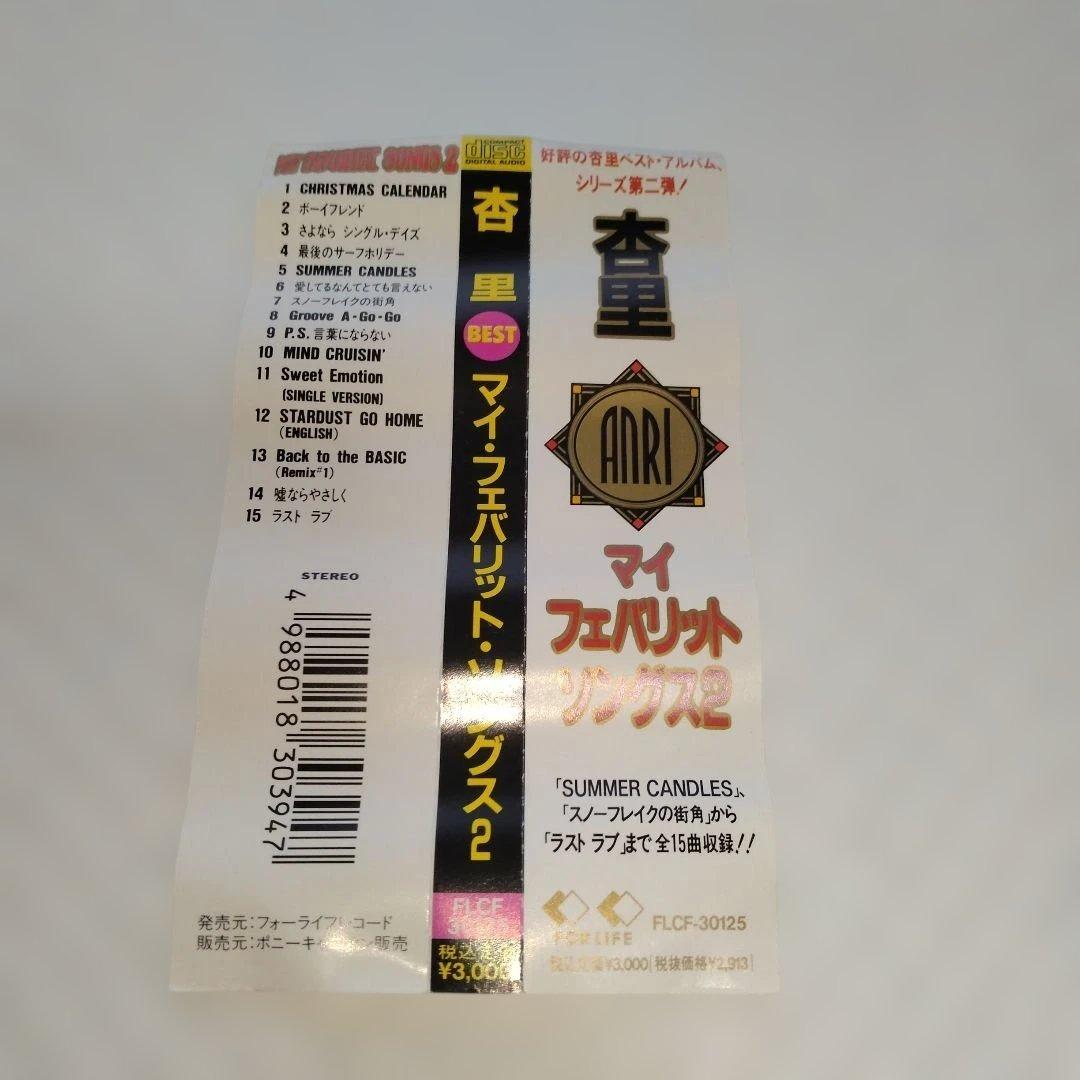 MY FAVORITE SONGS 2
1 CHRISTMAS CALENDAR
2 ボーイフレンド
3 さよなら シングル・デイズ
4 最後のサーフホリデー
5 SUMMER CANDLES
6 愛してるなんてとても言えない
7 スノーフレイクの街角
8 Groove A・Go・Go
9 P.S.言葉にならない
10 MIND CRUISIN'
11 Sweet Emotion
(SINGLE VERSION)
12 STARDUST GO HOME
(ENGLISH)
13 Back to the BASIC
(Remix#1)
14 嘘ならやさしく
15 ラスト ラブ
STEREO
4 988018 303947
発売元:フォーライフレコード
販売元:ポニーキャニオン販売
COMPACT
disc
DIGITAL AUDIO
杏里
BEST
マイ・フェバリット・ソングス2
FLCF
税込定価
¥3,000
好評の杏里ベスト・アルバム、
シリーズ第二弾!
杏里
ANRI
マイ
フェバリット
ソングス2
「SUMMER CANDLES」、
「スノーフレイクの街角」から
「ラスト ラブ」まで全15曲収録!!
FOR LIFE
FLCF-30125
税込定価¥3,000 税抜価格¥2,913